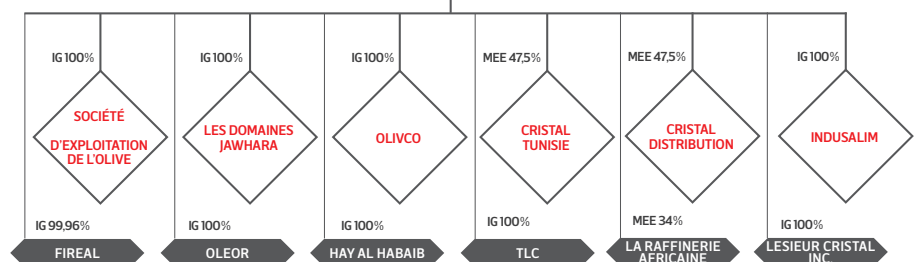 IG 100%
IG 100%
IG 100%
MEE 47,5%
MEE 47,5%
IG 100%
SOCIÉTÉ
D'EXPLOITATION
DE L'OLIVE
LES DOMAINES
JAWHARA
OLIVCO
CRISTAL
TUNISIE
CRISTAL
DISTRIBUTION
INDUSALIM
IG 99,96%
IG 100%
IG 100%
IG 100%
MEE 34%
IG 100%
FIREAL
OLEOR
HAY AL HABAIB
TLC
LA RAFFINERIE
AFRICAINE
LESIEUR CRISTAL
INC.